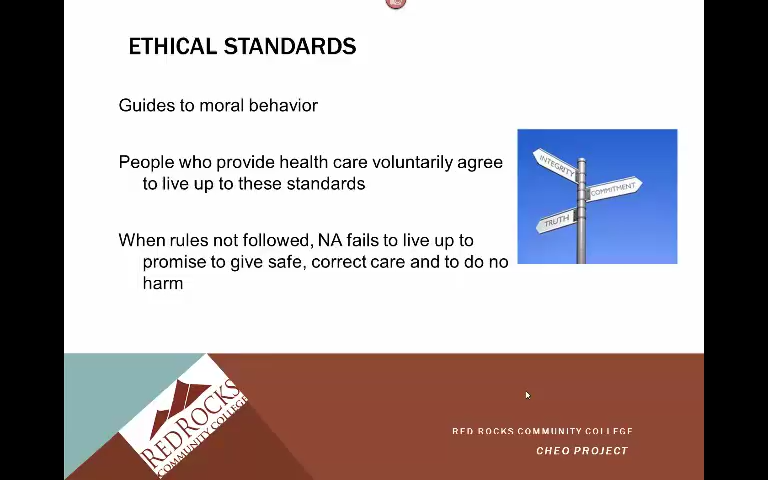 ETHICAL STANDARDS
Guides to moral behavior
People who provide health care voluntarily agree
to live up to these standards
INTEGRITY
COMMITMENT
TRUTH
When rules not followed, NA fails to live up to
promise to give safe, correct care and to do no
harm
RED ROCKS
COMMUNITY COLLEGE
RED ROCKS COMMUNITY COLLEGE
CHEO PROJECT